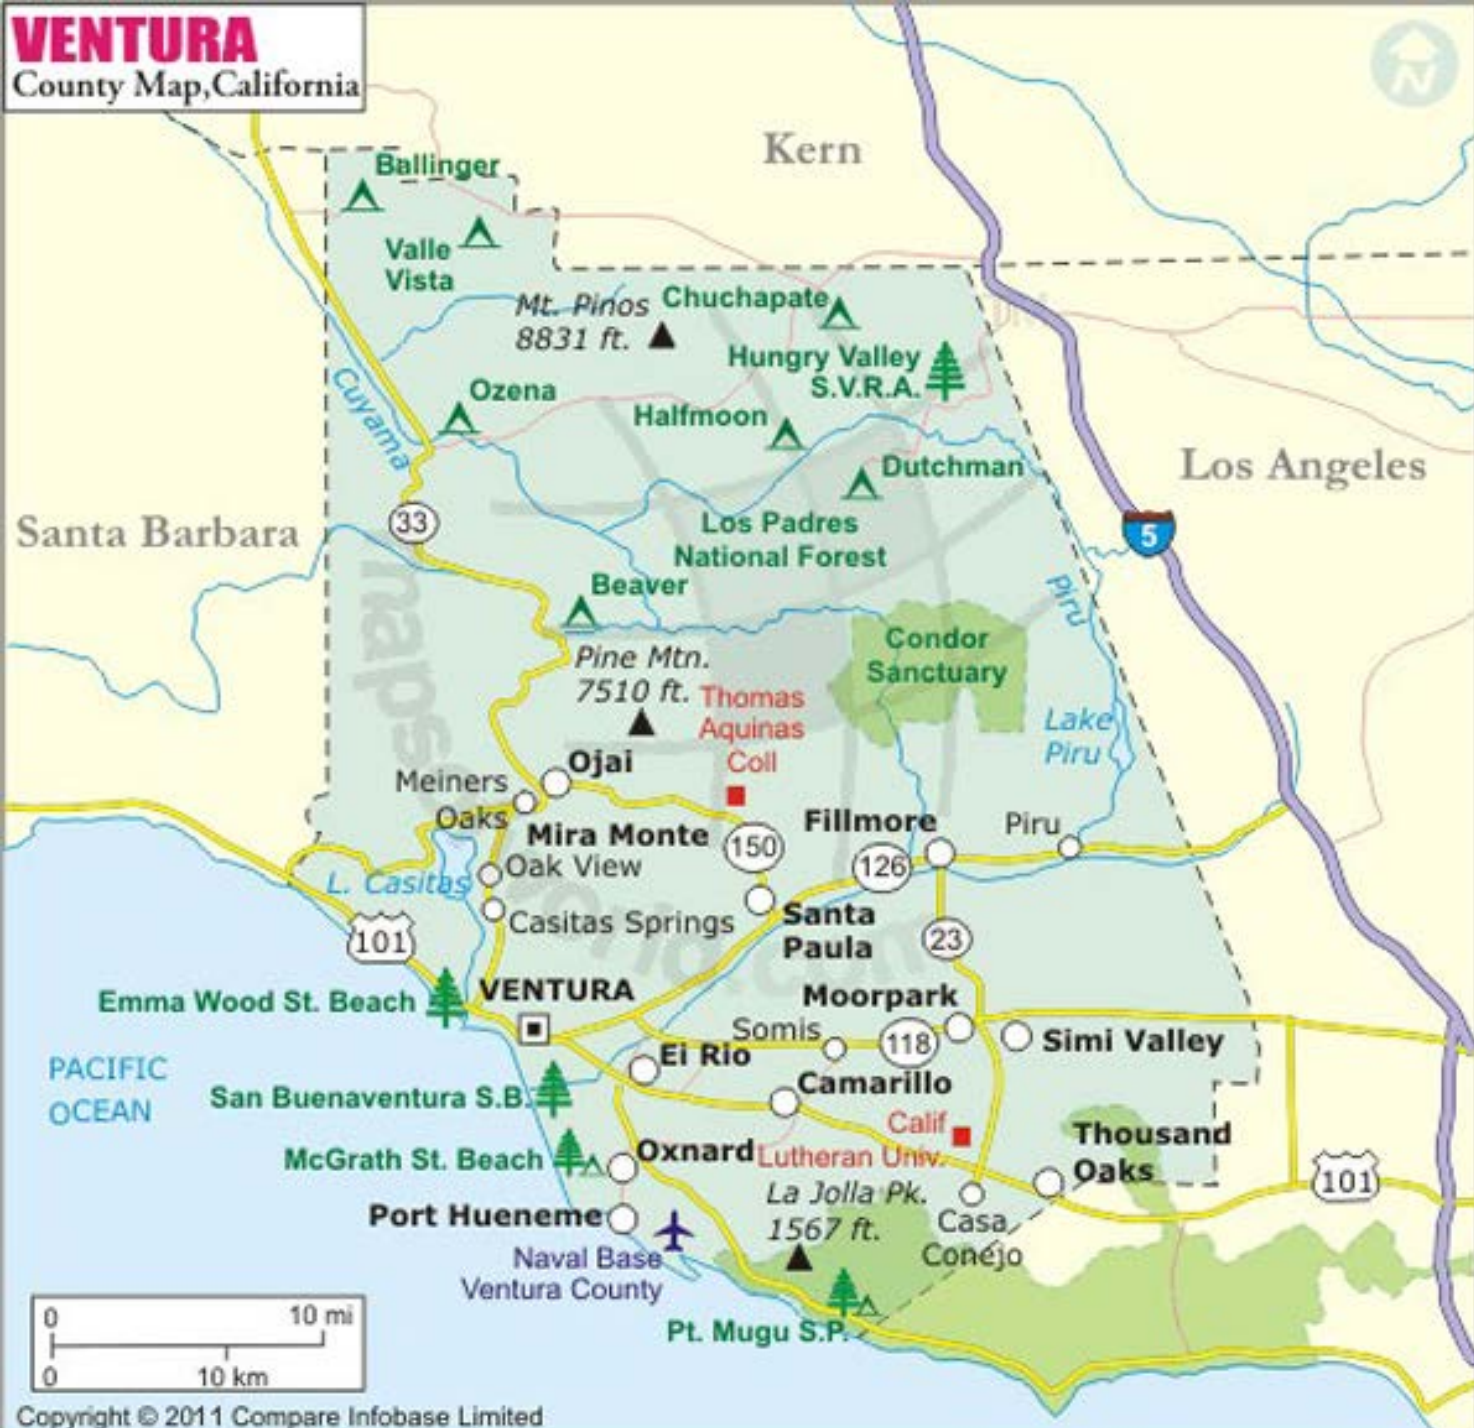 VENTURA
County Map,California
Kern
Ballinger
Valle
Vista
Mt. Pinos
8831 ft.
Chuchapate
Hungry Valley
S.V.R.A.
Ozena
Halfmoon
Cuyama
Dutchman
Los Angeles
Santa Barbara
33
Los Padres
National Forest
5
Beaver
Piru
Condor
Sanctuary
Pine Mtn.
7510 ft.
Thomas
Aquinas
Coll
Lake
Piru
Ojai
Meiners
Oaks
Mira Monte
150
Fillmore
Piru
126
Oak View
L. Casitas
Casitas Springs
Santa
Paula
23
101
Emma Wood St. Beach
VENTURA
Moorpark
Somis
118
Simi Valley
Ei Rio
PACIFIC
OCEAN
San Buenaventura S.B.
Camarillo
Calif
Lutheran Univ.
McGrath St. Beach
Oxnard
Thousand
Oaks
101
La Jolla Pk.
1567 ft.
Port Hueneme
Casa
Conejo
Naval Base
Ventura County
Pt. Mugu S.P.
0 10 mi
0 10 km
N
Copyright © 2011 Compare Infobase Limited